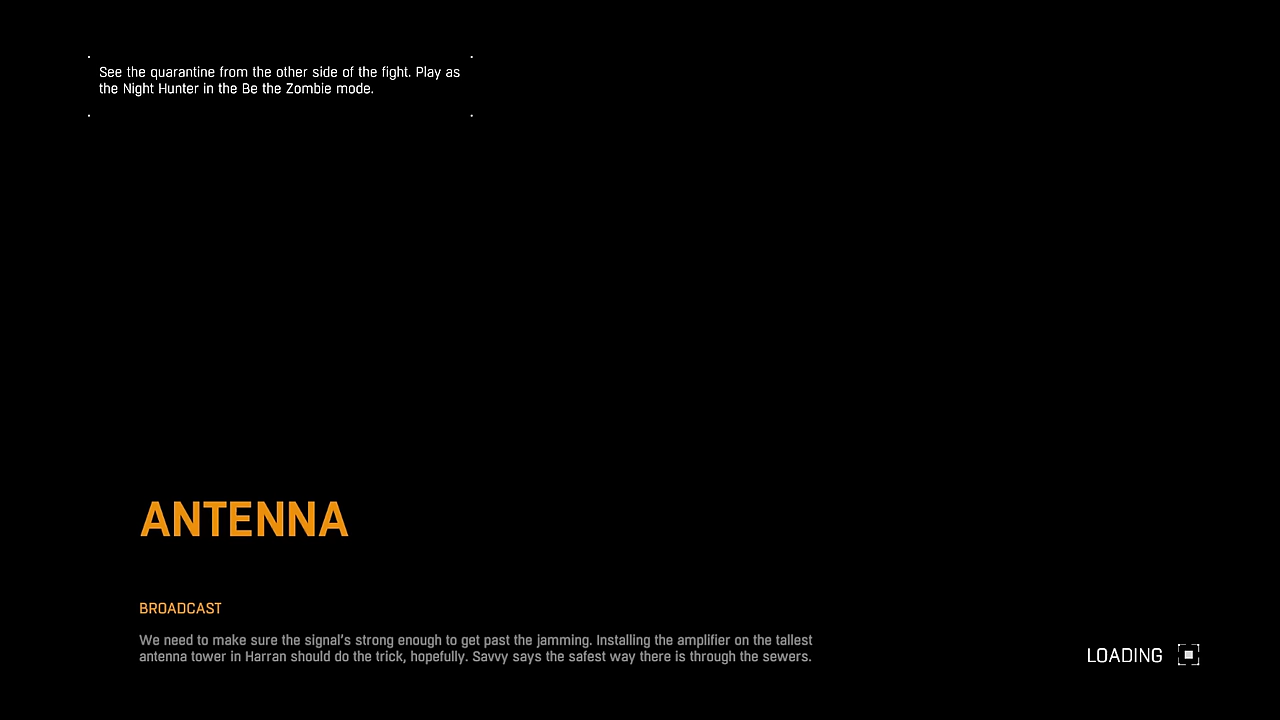 See the quarantine from the other side of the fight. Play as
the Night Hunter in the Be the Zombie mode.
ANTENNA
BROADCAST
We need to make sure the signal's strong enough to get past the jamming. Installing the amplifier on the tallest
antenna tower in Harran should do the trick, hopefully. Savvy says the safest way there is through the sewers.
LOADING